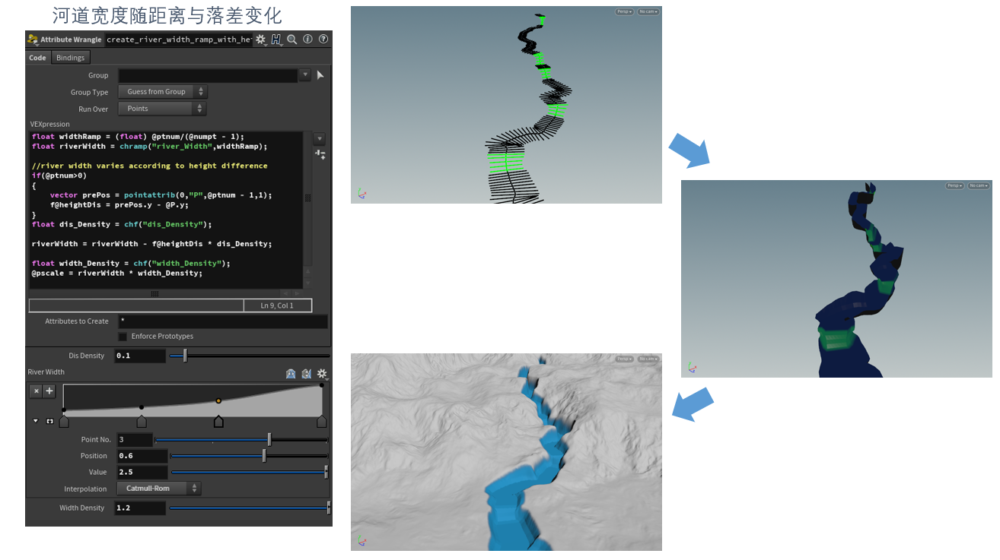 河道宽度随距离与落差变化
Attribute Wrangle create_river_width_ramp_with_he
Code Bindings
Group
Group Type Guess from Group
Run Over Points
VEXpression
float widthRamp = (float) @ptnum/(@numpt - 1);
float riverWidth = chramp("river_Width",widthRamp);
//river width varies according to height difference
if(@ptnum>0)
{
vector prePos = pointattrib(0,"P",@ptnum - 1,1);
f@heightDis = prePos.y - @P.y;
}
float dis_Density = chf("dis_Density");
riverWidth = riverWidth - f@heightDis * dis_Density;
float width_Density = chf("width_Density");
@pscale = riverWidth * width_Density;
Ln 9, Col 1
Attributes to Create *
Enforce Prototypes
Dis Density 0.1
River Width
Point No. 3
Position 0.6
Value 2.5
Interpolation Catmull-Rom
Width Density 1.2
Persp No cam
Persp No cam
Persp No cam